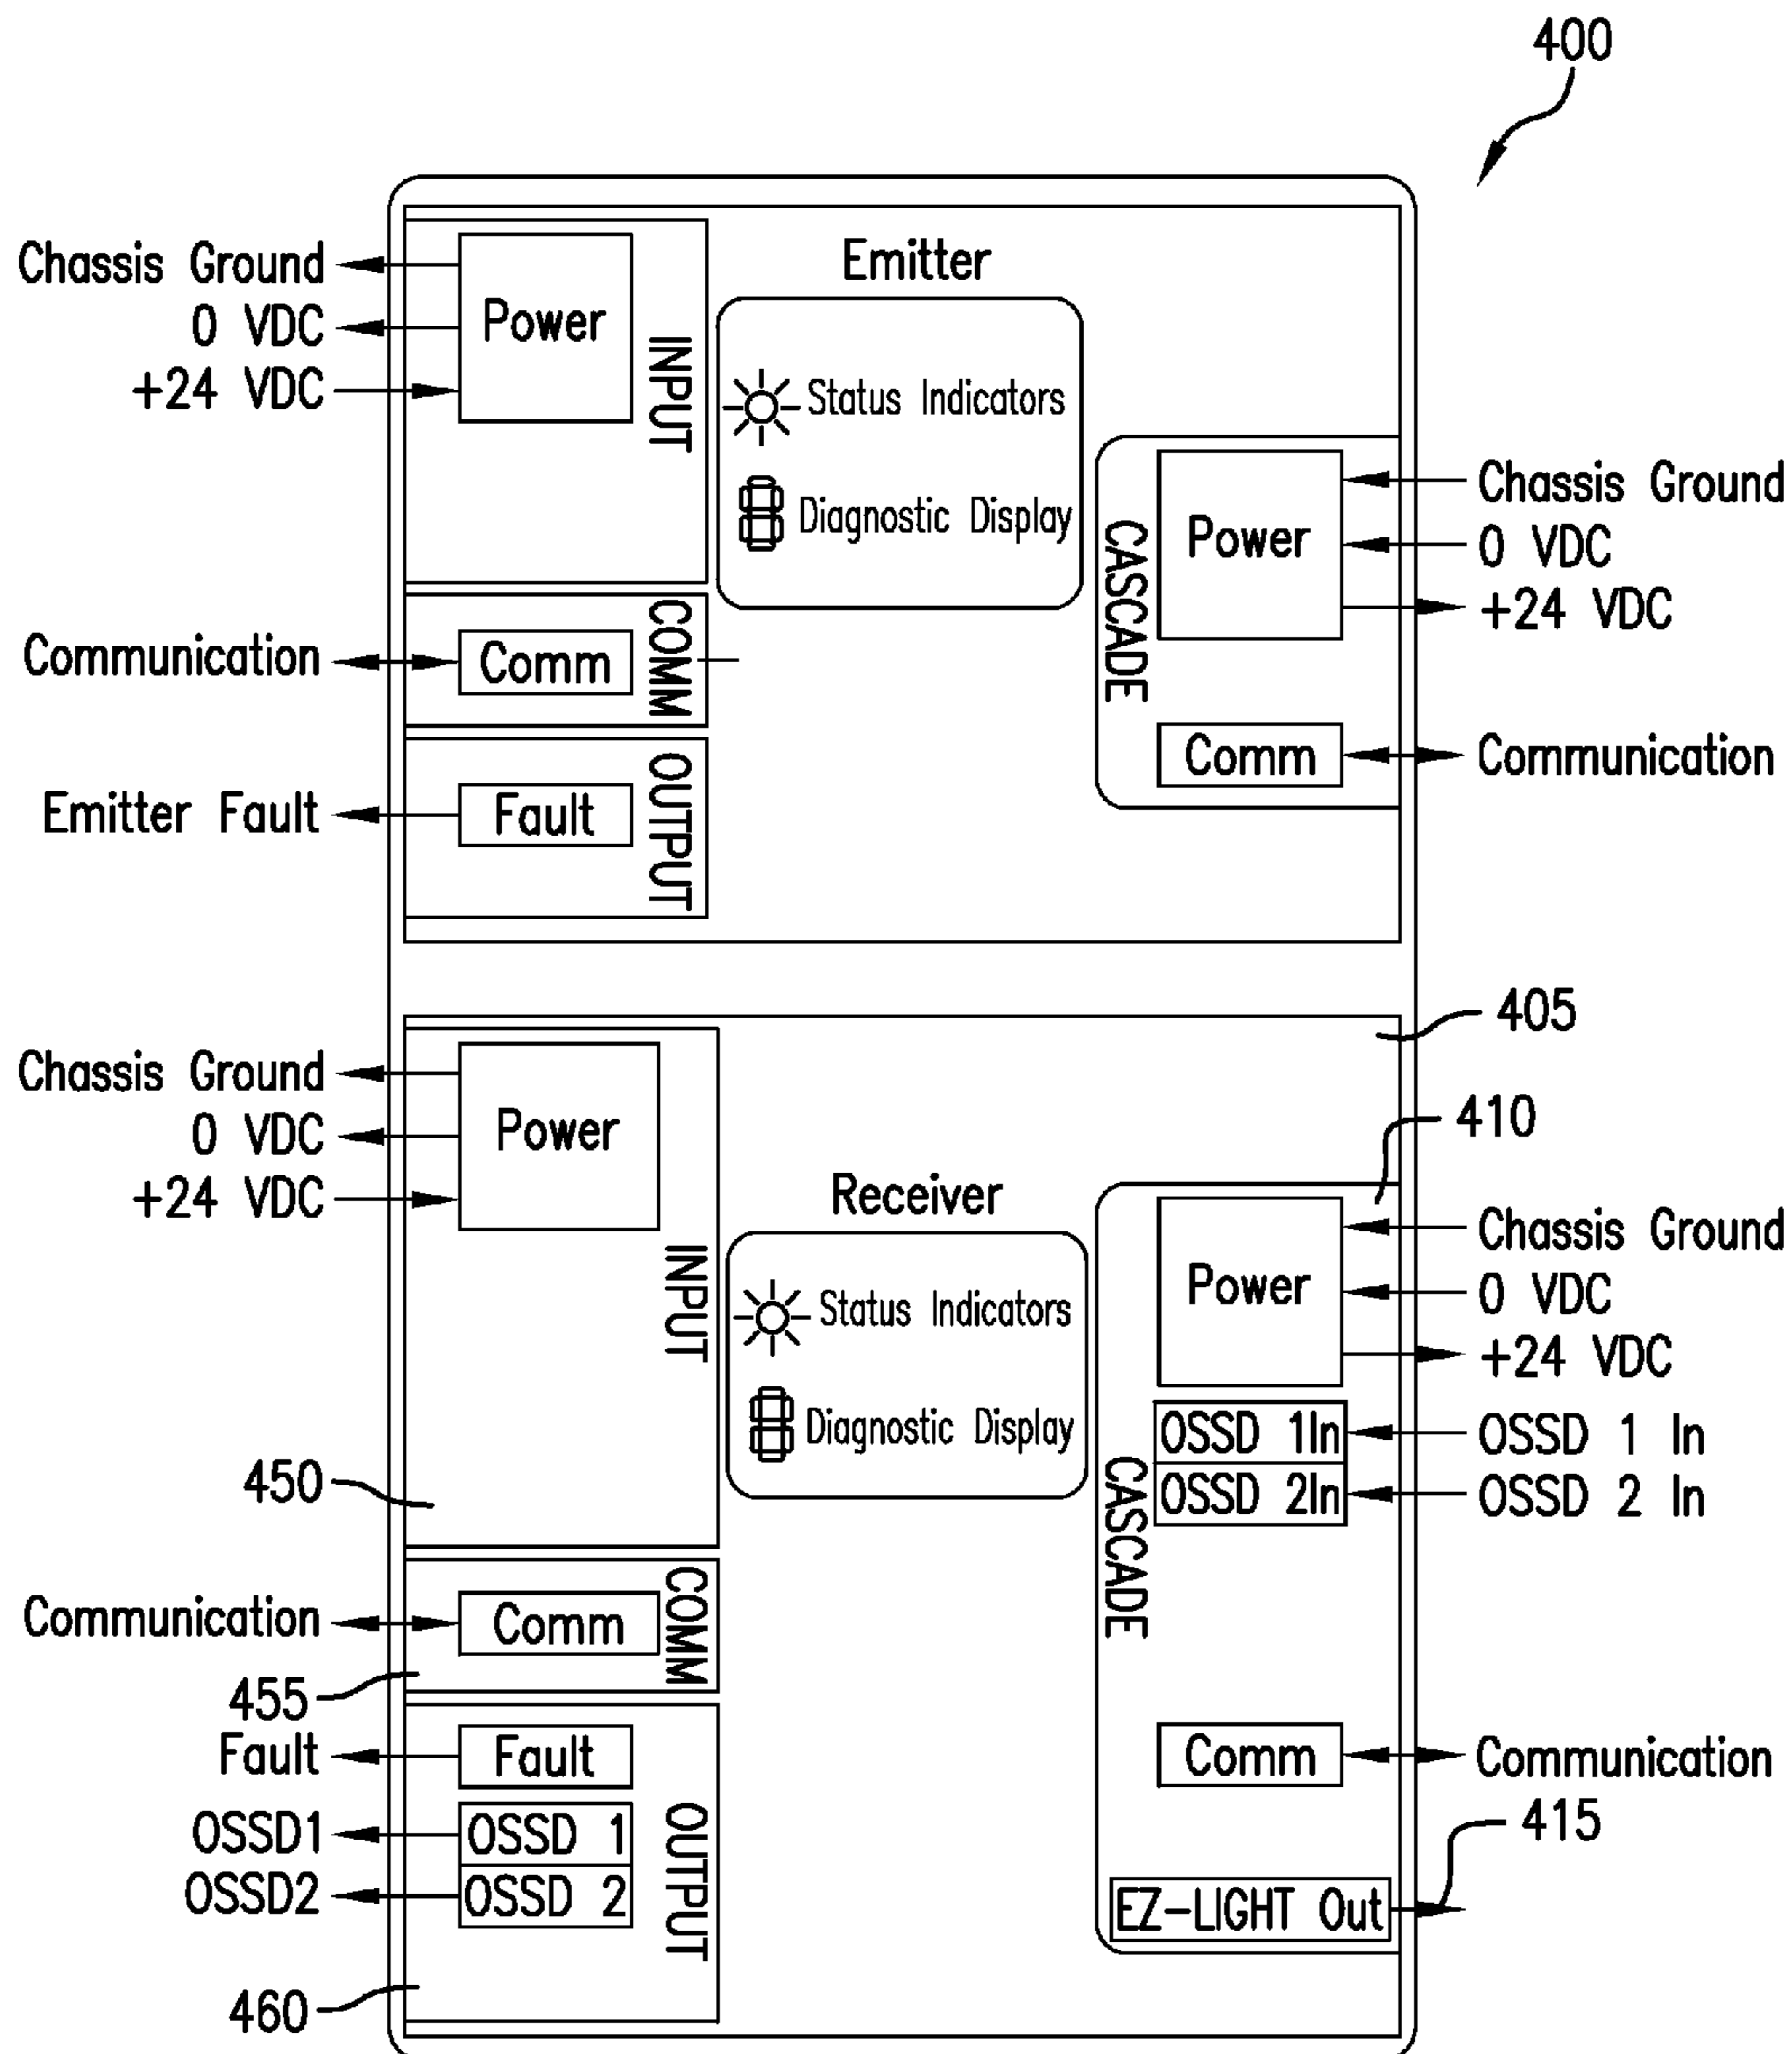 400
Emitter
Chassis Ground
0 VDC
+24 VDC
Power
INPUT
Status Indicators
Diagnostic Display
Communication
Comm
COMM
Emitter Fault
Fault
OUTPUT
CASCADE
Power
Chassis Ground
0 VDC
+24 VDC
Comm
Communication
405
410
Receiver
Chassis Ground
0 VDC
+24 VDC
Power
INPUT
450
Status Indicators
Diagnostic Display
Communication
Comm
COMM
455
Fault
Fault
OSSD1
OSSD 1
OSSD2
OSSD 2
OUTPUT
460
CASCADE
Power
Chassis Ground
0 VDC
+24 VDC
OSSD 1In
OSSD 1 In
OSSD 2In
OSSD 2 In
Comm
Communication
415
EZ-LIGHT Out